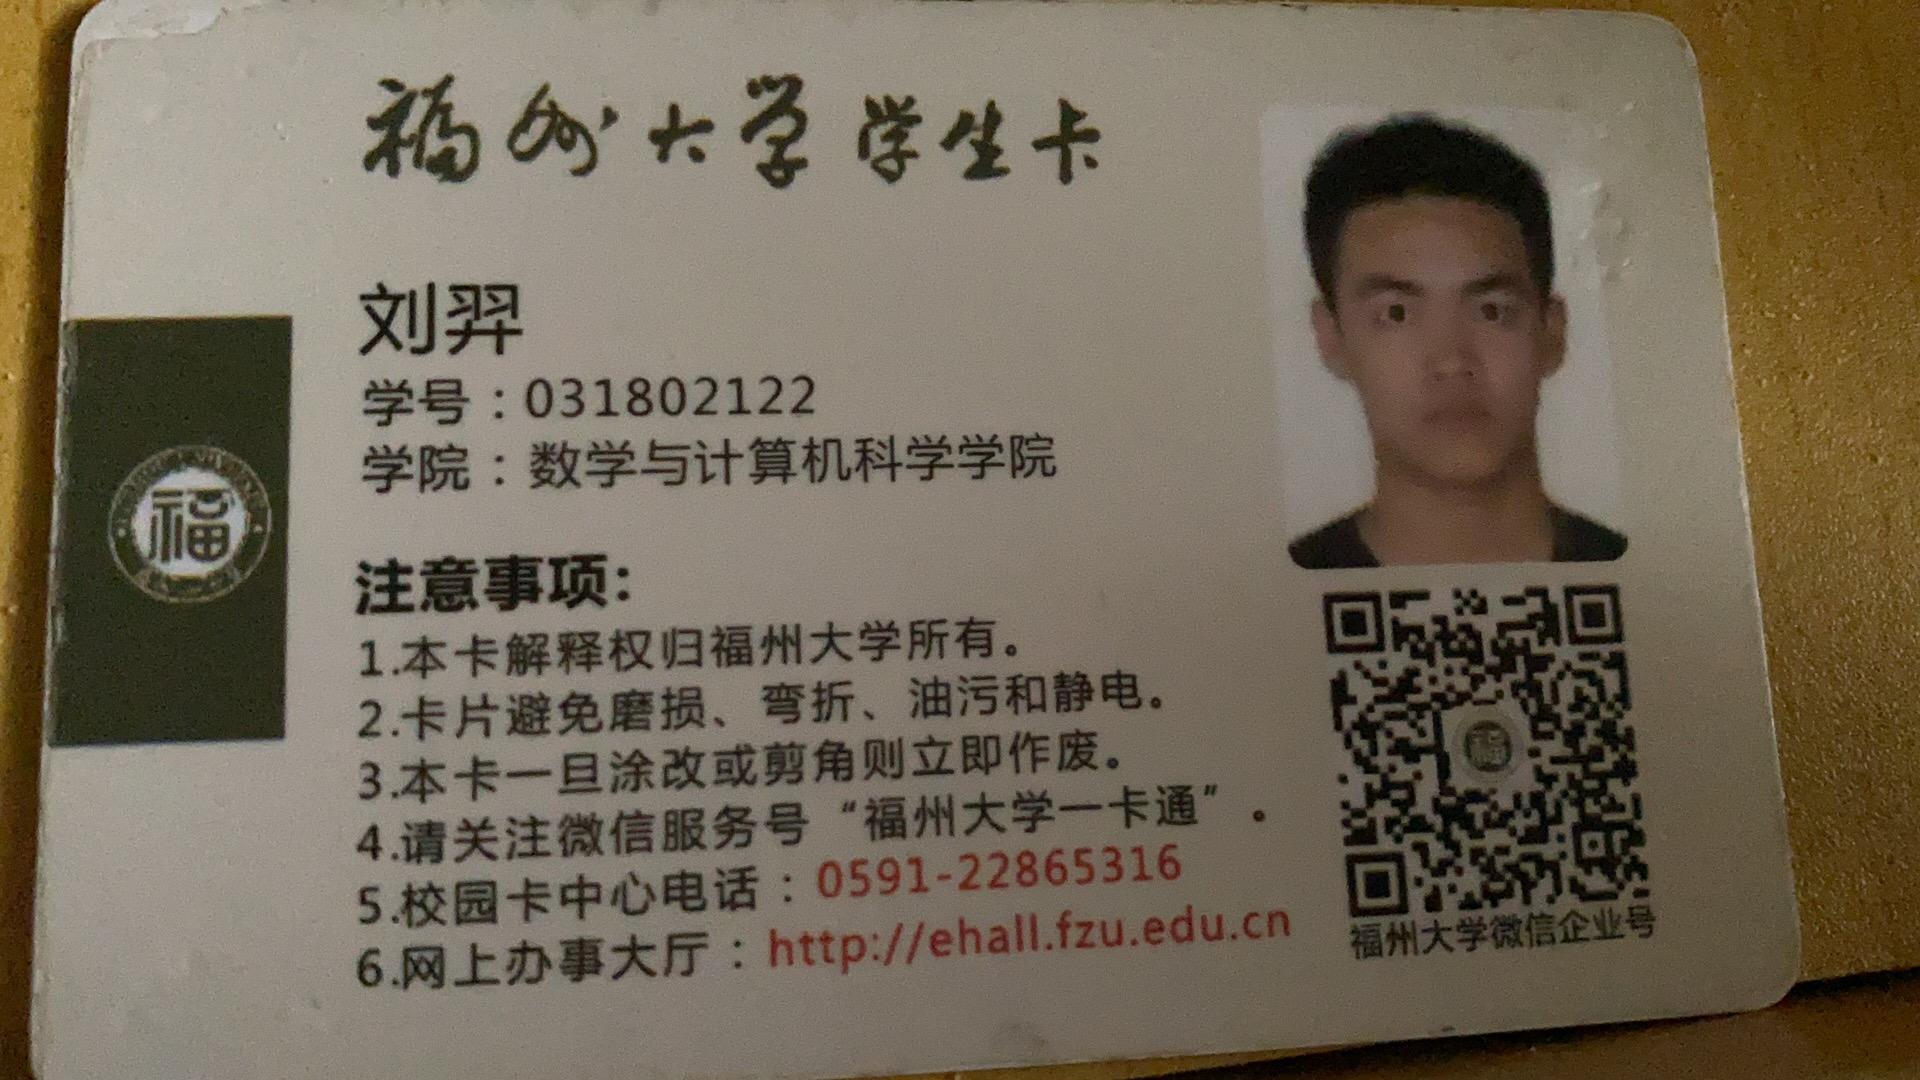 福州大学 学生卡
刘羿
学号：031802122
学院：数学与计算机科学学院
福
注意事项：
1.本卡解释权归福州大学所有。
2.卡片避免磨损、弯折、油污和静电。
3.本卡一旦涂改或剪角则立即作废。
4.请关注微信服务号“福州大学一卡通”。
5.校园卡中心电话：0591-22865316
6.网上办事大厅：http://ehall.fzu.edu.cn
福
福州大学微信企业号